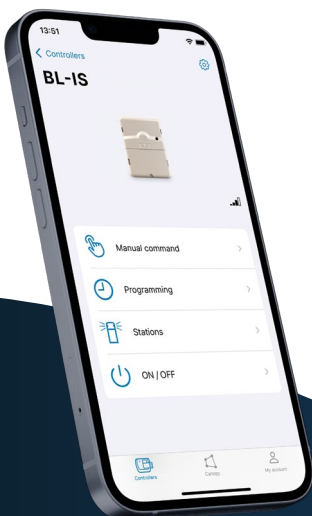 13:51
Controllers
BL-IS
Manual command
Programming
Stations
ON / OFF
Controllers
Canopy
My account